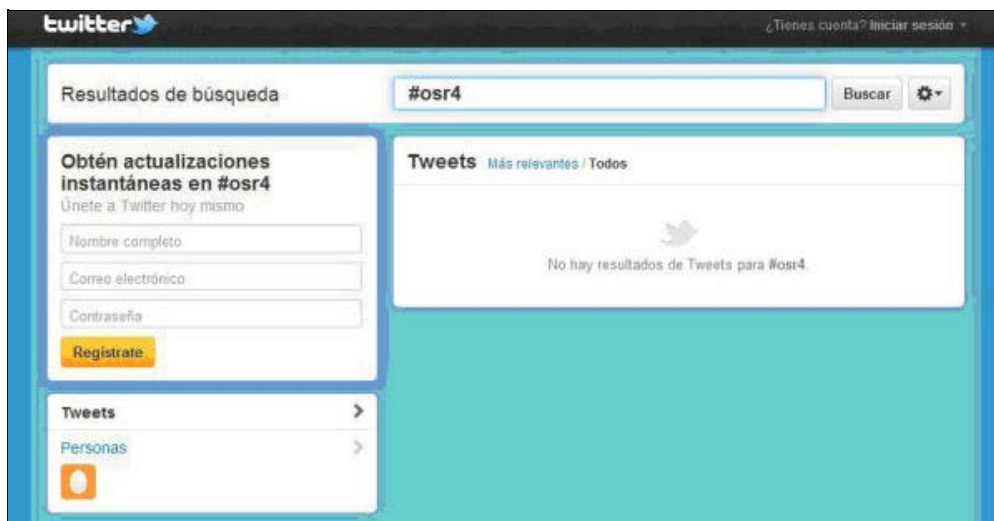 twitter
¿Tienes cuenta? Iniciar sesión
Resultados de búsqueda
#osr4
Buscar
Obtén actualizaciones
instantáneas en #osr4
Únete a Twitter hoy mismo
Nombre completo
Correo electrónico
Contraseña
Regístrate
Tweets
Personas
Tweets Más relevantes / Todos
No hay resultados de Tweets para #osr4.